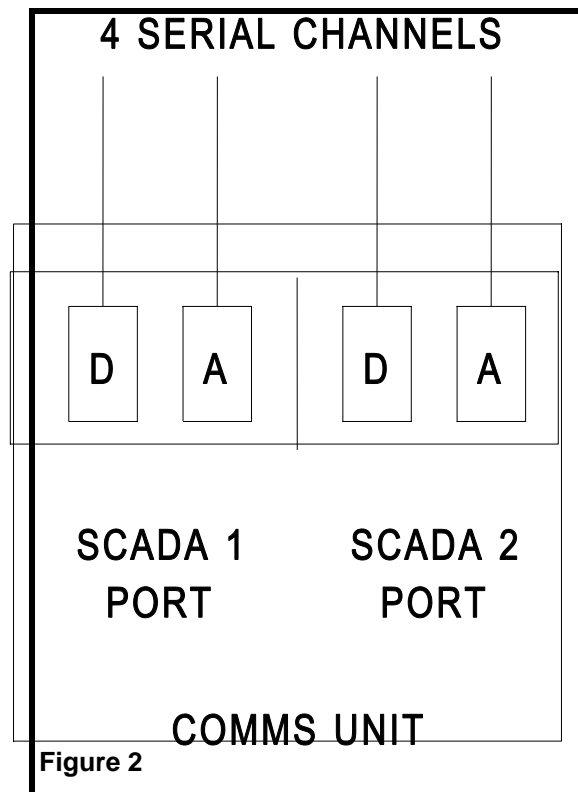 4 SERIAL CHANNELS
D A D A
SCADA 1 SCADA 2
PORT PORT
COMMS UNIT
Figure 2